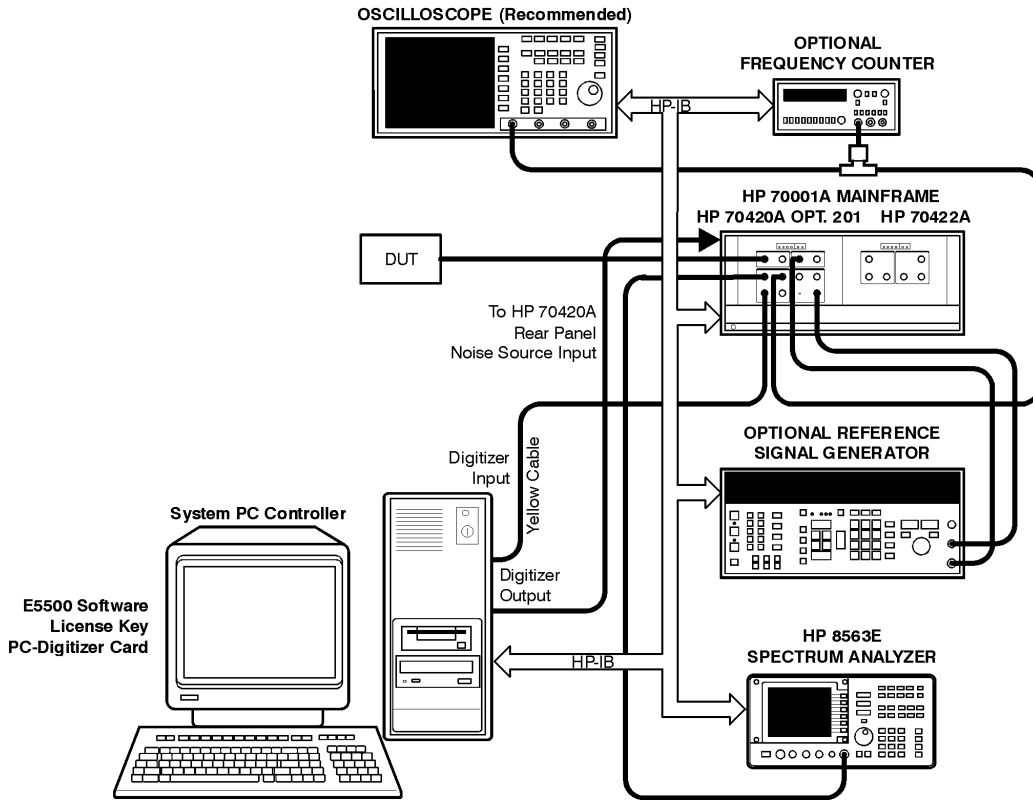 OSCILLOSCOPE (Recommended)
OPTIONAL
FREQUENCY COUNTER
HP-IB
HP 70001A MAINFRAME
HP 70420A OPT. 201 HP 70422A
DUT
To HP 70420A
Rear Panel
Noise Source Input
OPTIONAL REFERENCE
SIGNAL GENERATOR
Digitizer
Input
Yellow Cable
System PC Controller
Digitizer
Output
E5500 Software
License Key
PC-Digitizer Card
HP 8563E
SPECTRUM ANALYZER
HP-IB